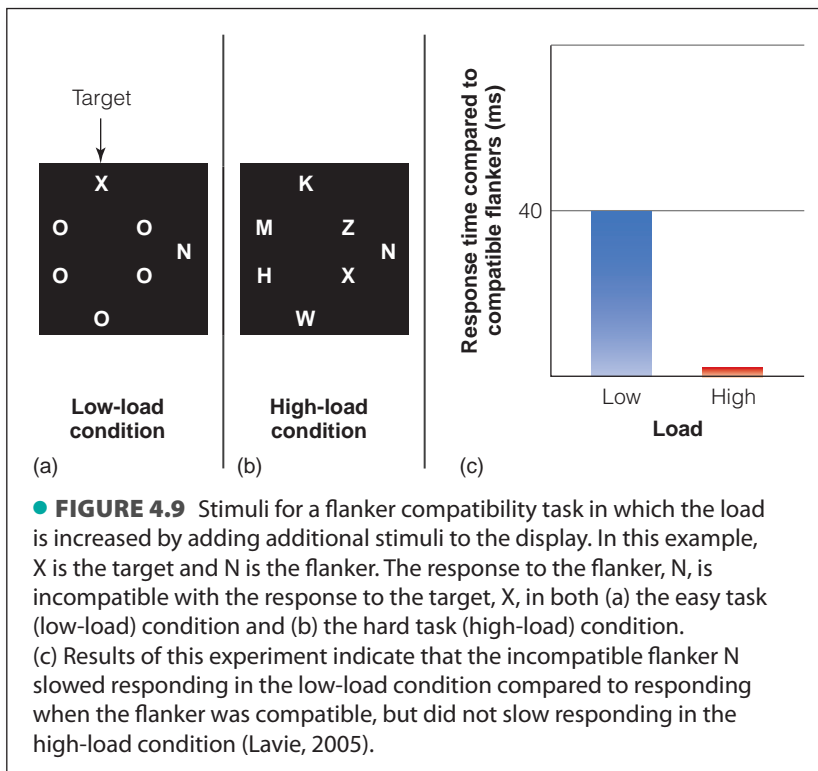 Target
X
O O
N
O O
O
Low-load
condition
(a)
K
M Z
N
H X
W
High-load
condition
(b)
Response time compared to
compatible flankers (ms)
40
Low High
Load
(c)
● FIGURE 4.9 Stimuli for a flanker compatibility task in which the load
is increased by adding additional stimuli to the display. In this example,
X is the target and N is the flanker. The response to the flanker, N, is
incompatible with the response to the target, X, in both (a) the easy task
(low-load) condition and (b) the hard task (high-load) condition.
(c) Results of this experiment indicate that the incompatible flanker N
slowed responding in the low-load condition compared to responding
when the flanker was compatible, but did not slow responding in the
high-load condition (Lavie, 2005).